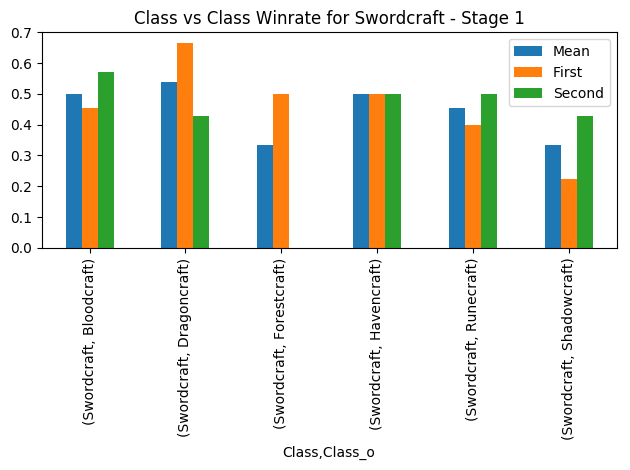 Class vs Class Winrate for Swordcraft - Stage 1
0.7
0.6
0.5
0.4
0.3
0.2
0.1
0.0
Mean
First
Second
(Swordcraft, Bloodcraft)
(Swordcraft, Dragoncraft)
(Swordcraft, Forestcraft)
(Swordcraft, Havencraft)
(Swordcraft, Runecraft)
(Swordcraft, Shadowcraft)
Class,Class_o